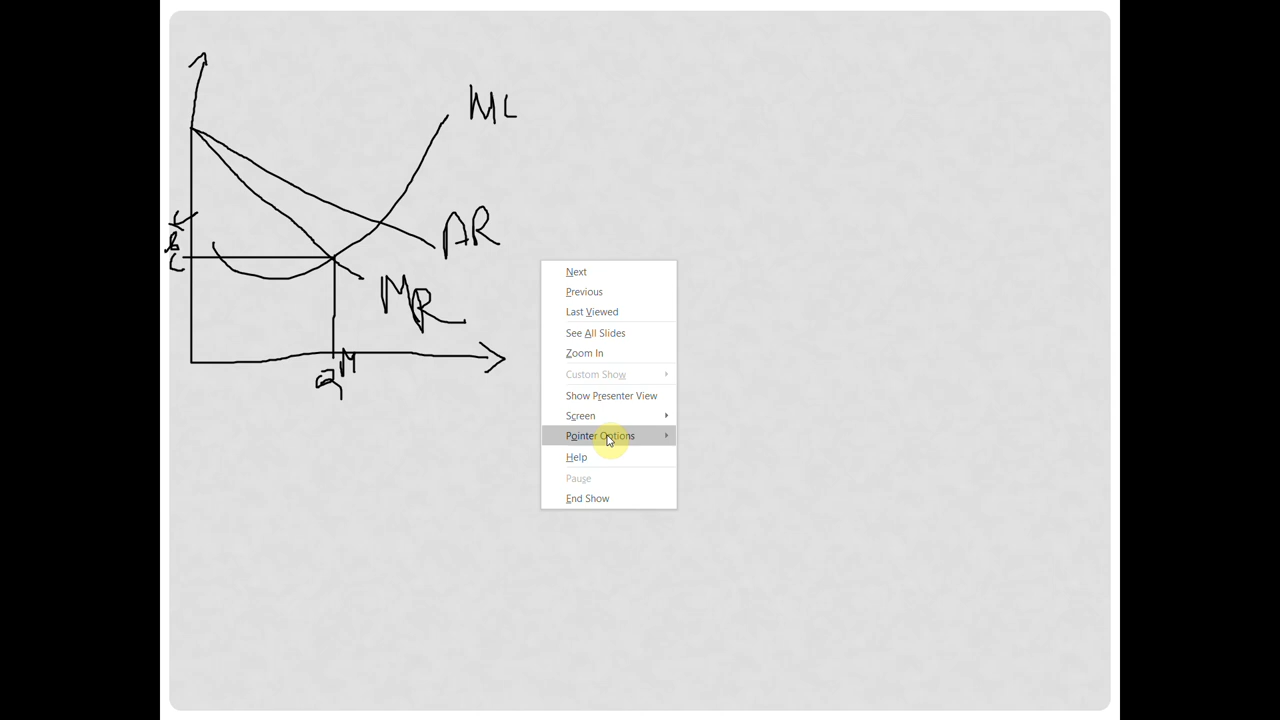 MC
AR
MR
Next
Previous
Last Viewed
See All Slides
Zoom In
Custom Show
Show Presenter View
Screen
Pointer Options
Help
Pause
End Show